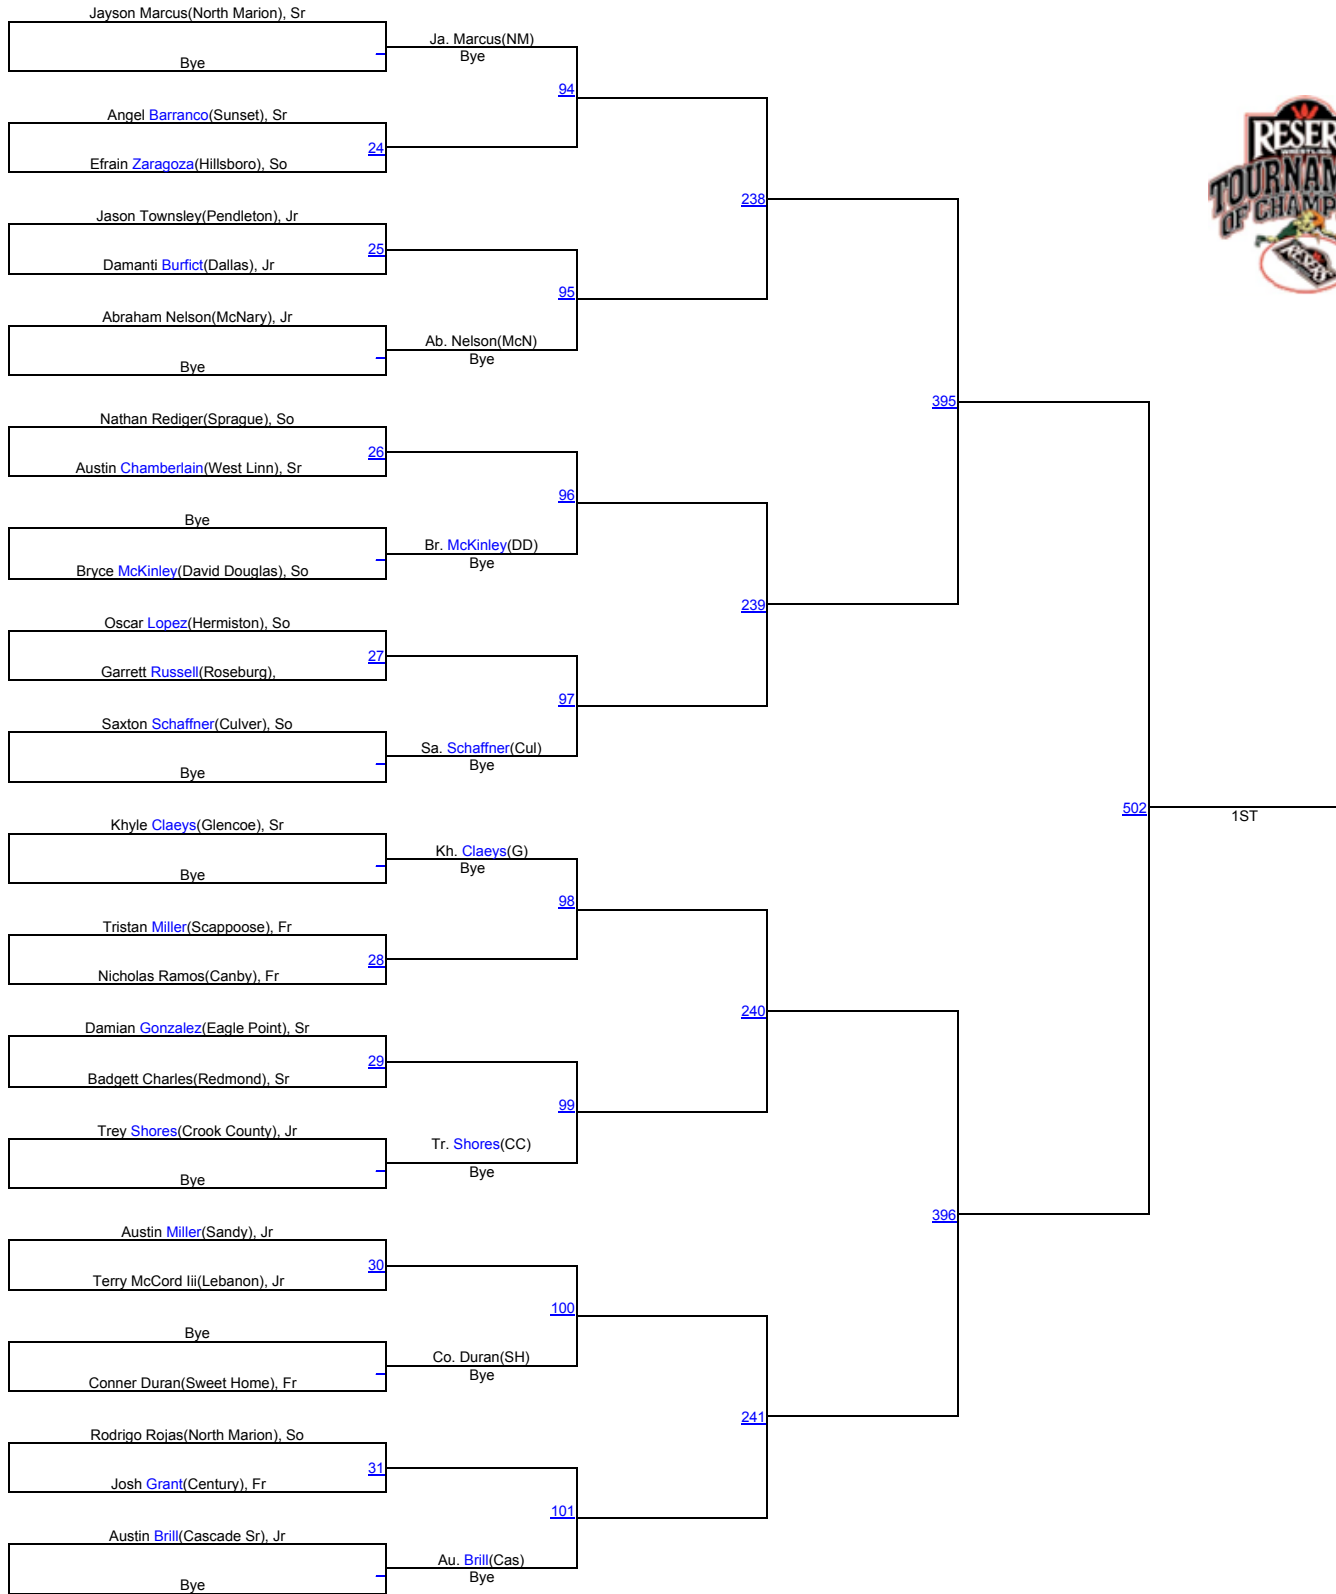 Jayson Marcus(North Marion), Sr
Bye
Ja. Marcus(NM)
Bye
94
Angel Barranco(Sunset), Sr
24
Efrain Zaragoza(Hillsboro), So
238
Jason Townsley(Pendleton), Jr
25
Damanti Burfict(Dallas), Jr
95
Abraham Nelson(McNary), Jr
Bye
Ab. Nelson(McN)
Bye
395
Nathan Rediger(Sprague), So
26
Austin Chamberlain(West Linn), Sr
96
Bye
Bryce McKinley(David Douglas), So
Br. McKinley(DD)
Bye
239
Oscar Lopez(Hermiston), So
27
Garrett Russell(Roseburg),
97
Saxton Schaffner(Culver), So
Bye
Sa. Schaffner(Cul)
Bye
502
1ST
Khyle Claeys(Glencoe), Sr
Bye
Kh. Claeys(G)
Bye
98
Tristan Miller(Scappoose), Fr
28
Nicholas Ramos(Canby), Fr
240
Damian Gonzalez(Eagle Point), Sr
29
Badgett Charles(Redmond), Sr
99
Trey Shores(Crook County), Jr
Bye
Tr. Shores(CC)
Bye
396
Austin Miller(Sandy), Jr
30
Terry McCord Iii(Lebanon), Jr
100
Bye
Conner Duran(Sweet Home), Fr
Co. Duran(SH)
Bye
241
Rodrigo Rojas(North Marion), So
31
Josh Grant(Century), Fr
101
Austin Brill(Cascade Sr), Jr
Bye
Au. Brill(Cas)
Bye
RESER
TOURNAM
OF CHAMP